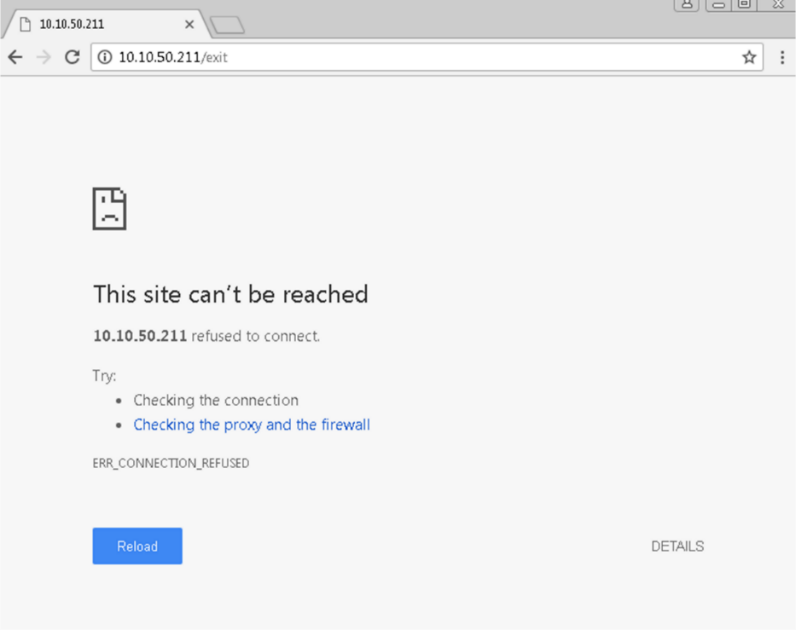 10.10.50.211
10.10.50.211/exit
This site can't be reached
10.10.50.211 refused to connect.
Try:
• Checking the connection
• Checking the proxy and the firewall
ERR_CONNECTION_REFUSED
Reload
DETAILS